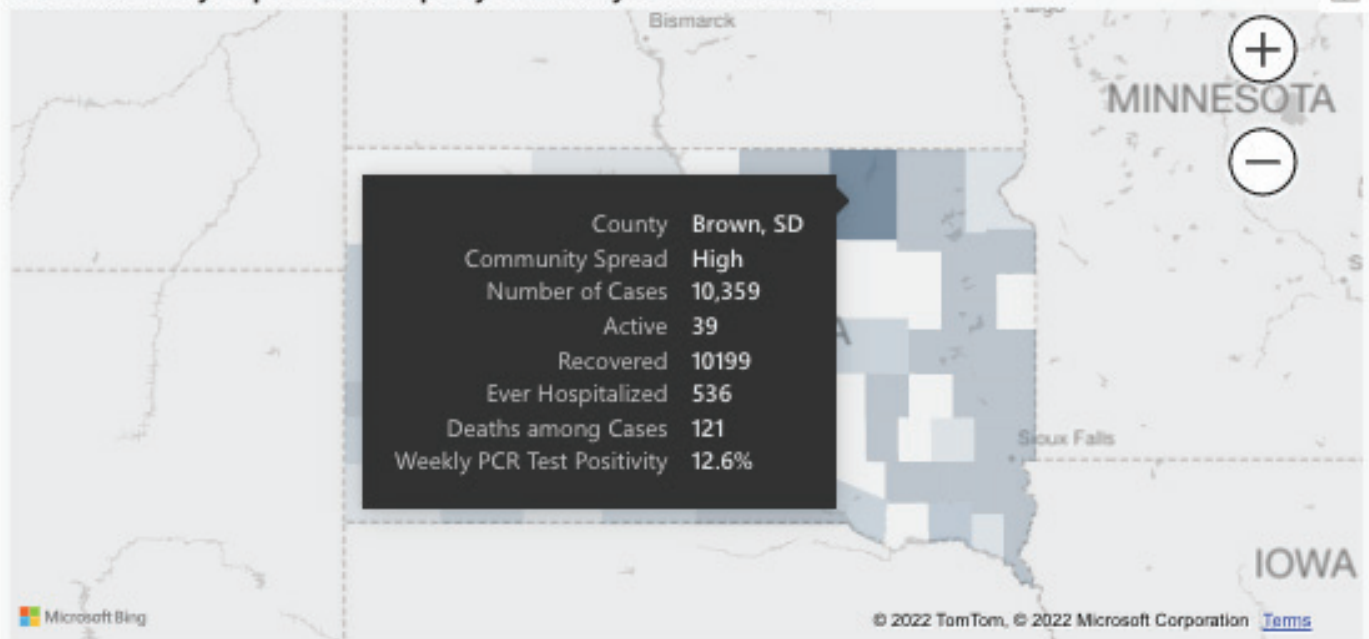 Bismarck
MINNESOTA
County Brown, SD
Community Spread High
Number of Cases 10,359
Active 39
Recovered 10199
Ever Hospitalized 536
Deaths among Cases 121
Weekly PCR Test Positivity 12.6%
A
Sioux Falls
IOWA
Microsoft Bing
© 2022 TomTom, © 2022 Microsoft Corporation Terms